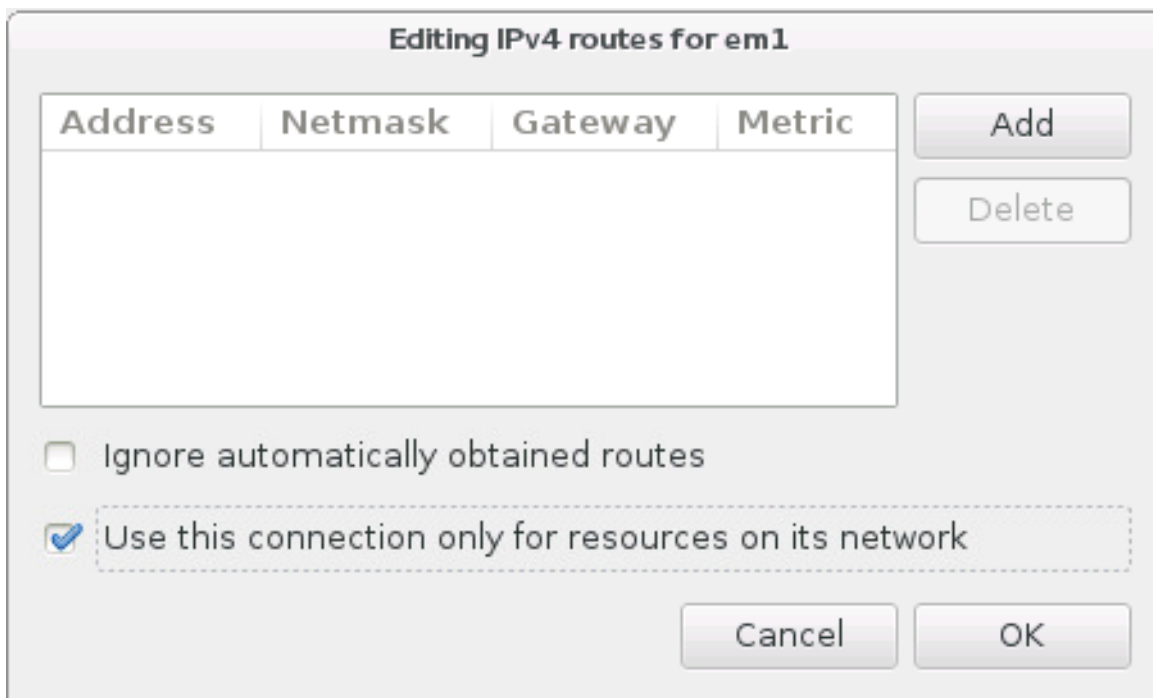 Editing IPv4 routes for em1
Address Netmask Gateway Metric
Add
Delete
Ignore automatically obtained routes
Use this connection only for resources on its network
Cancel OK